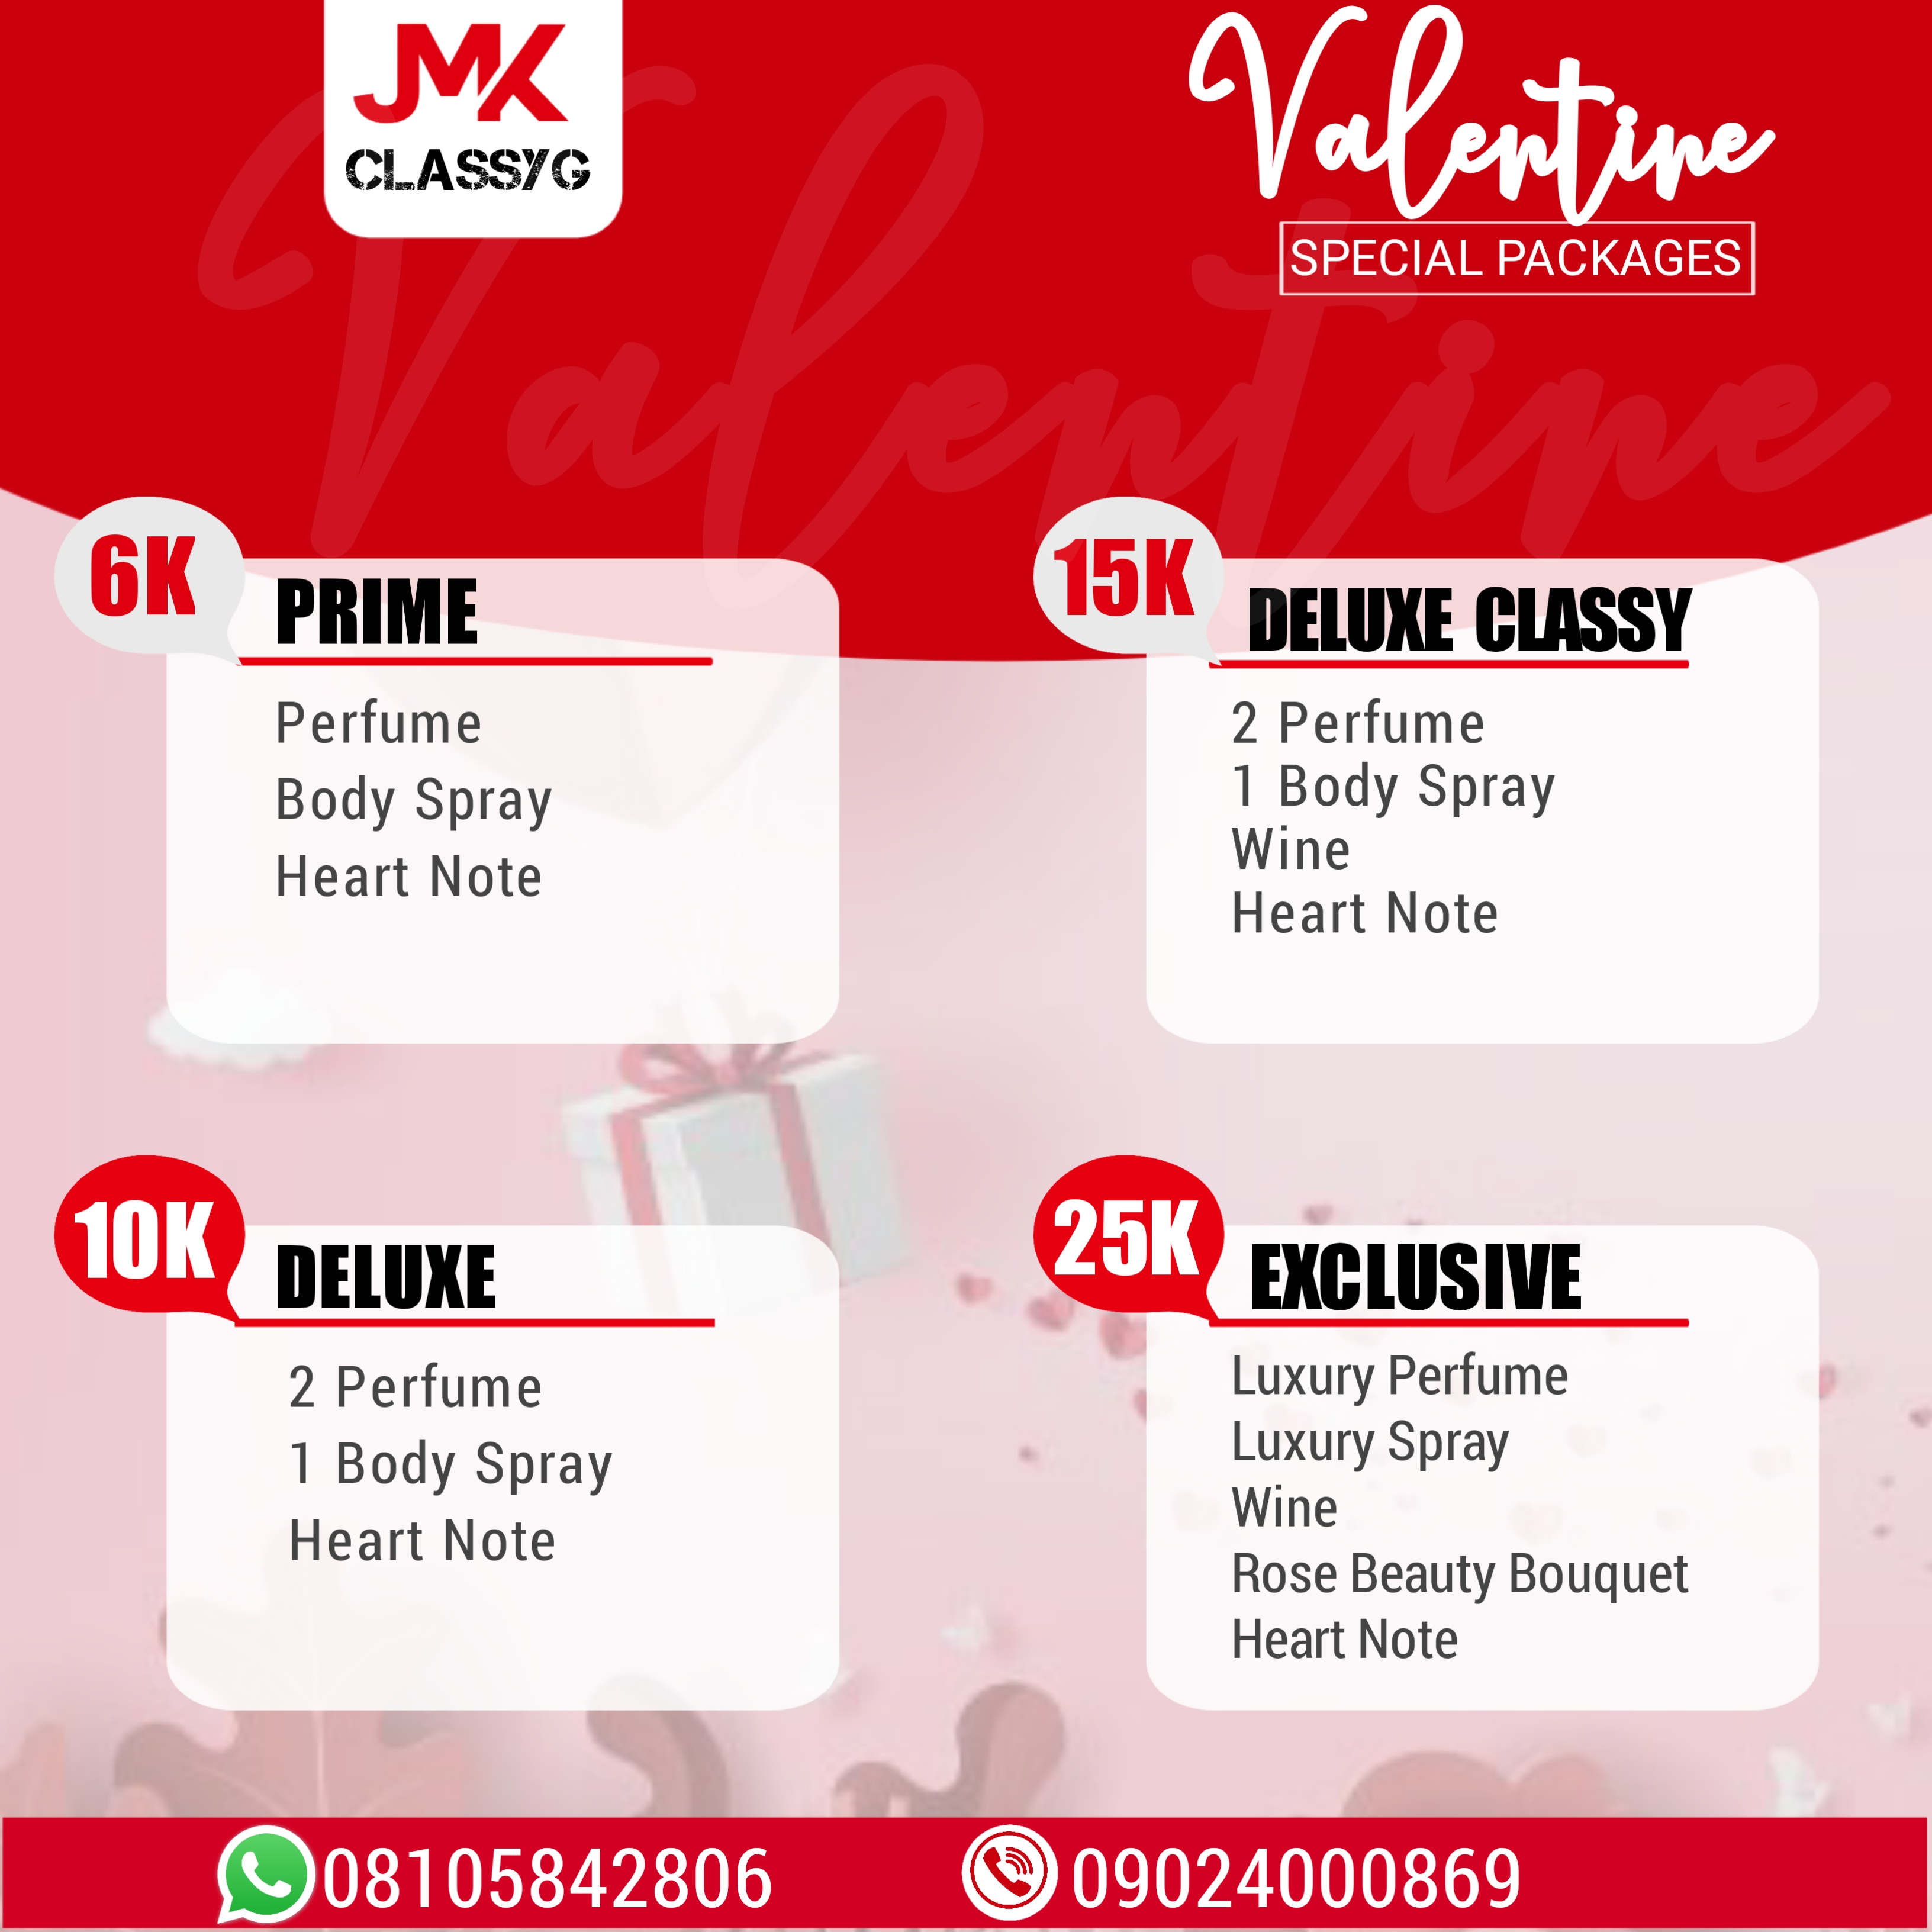 JMK
CLASSYG
Valentine
SPECIAL PACKAGES
Valentine
6K
PRIME
Perfume
Body Spray
Heart Note
15K
DELUXE CLASSY
2 Perfume
1 Body Spray
Wine
Heart Note
10K
DELUXE
2 Perfume
1 Body Spray
Heart Note
25K
EXCLUSIVE
Luxury Perfume
Luxury Spray
Wine
Rose Beauty Bouquet
Heart Note
08105842806
09024000869